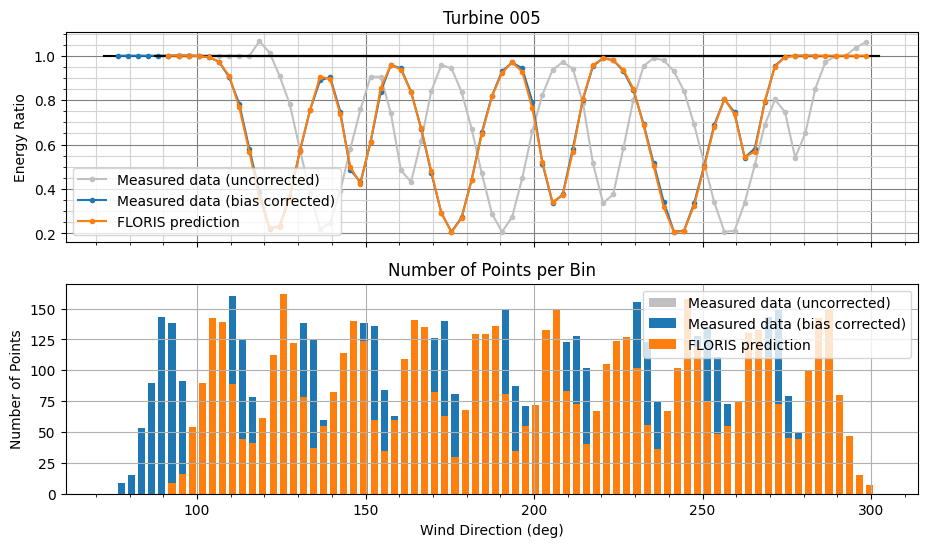 Turbine 005
Energy Ratio
1.0
0.8
0.6
0.4
0.2
Measured data (uncorrected)
Measured data (bias corrected)
FLORIS prediction
Number of Points per Bin
Number of Points
150
125
100
75
50
25
0
Measured data (uncorrected)
Measured data (bias corrected)
FLORIS prediction
100 150 200 250 300
Wind Direction (deg)